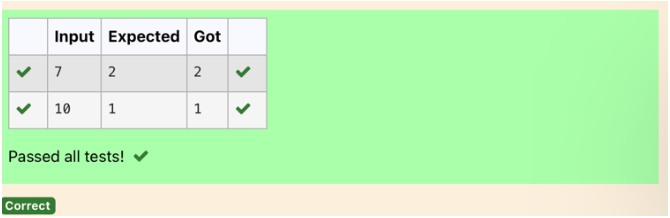 Input Expected Got
7 2 2
10 1 1
Passed all tests!
Correct